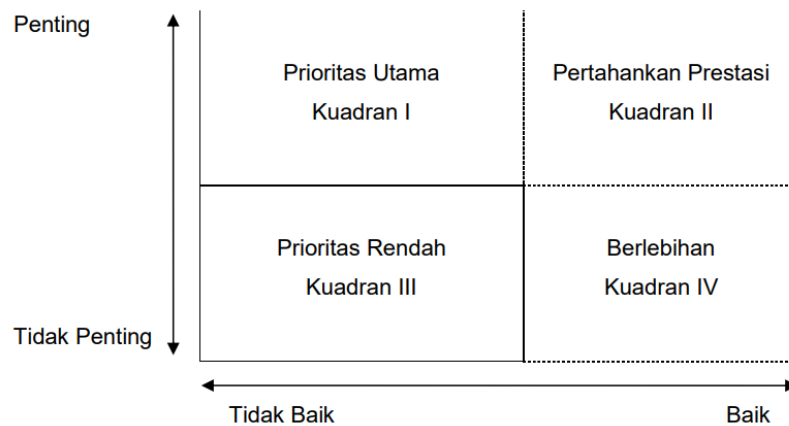 Penting
Prioritas Utama
Kuadran I
Pertahankan Prestasi
Kuadran II
Prioritas Rendah
Kuadran III
Berlebihan
Kuadran IV
Tidak Penting
Tidak Baik
Baik